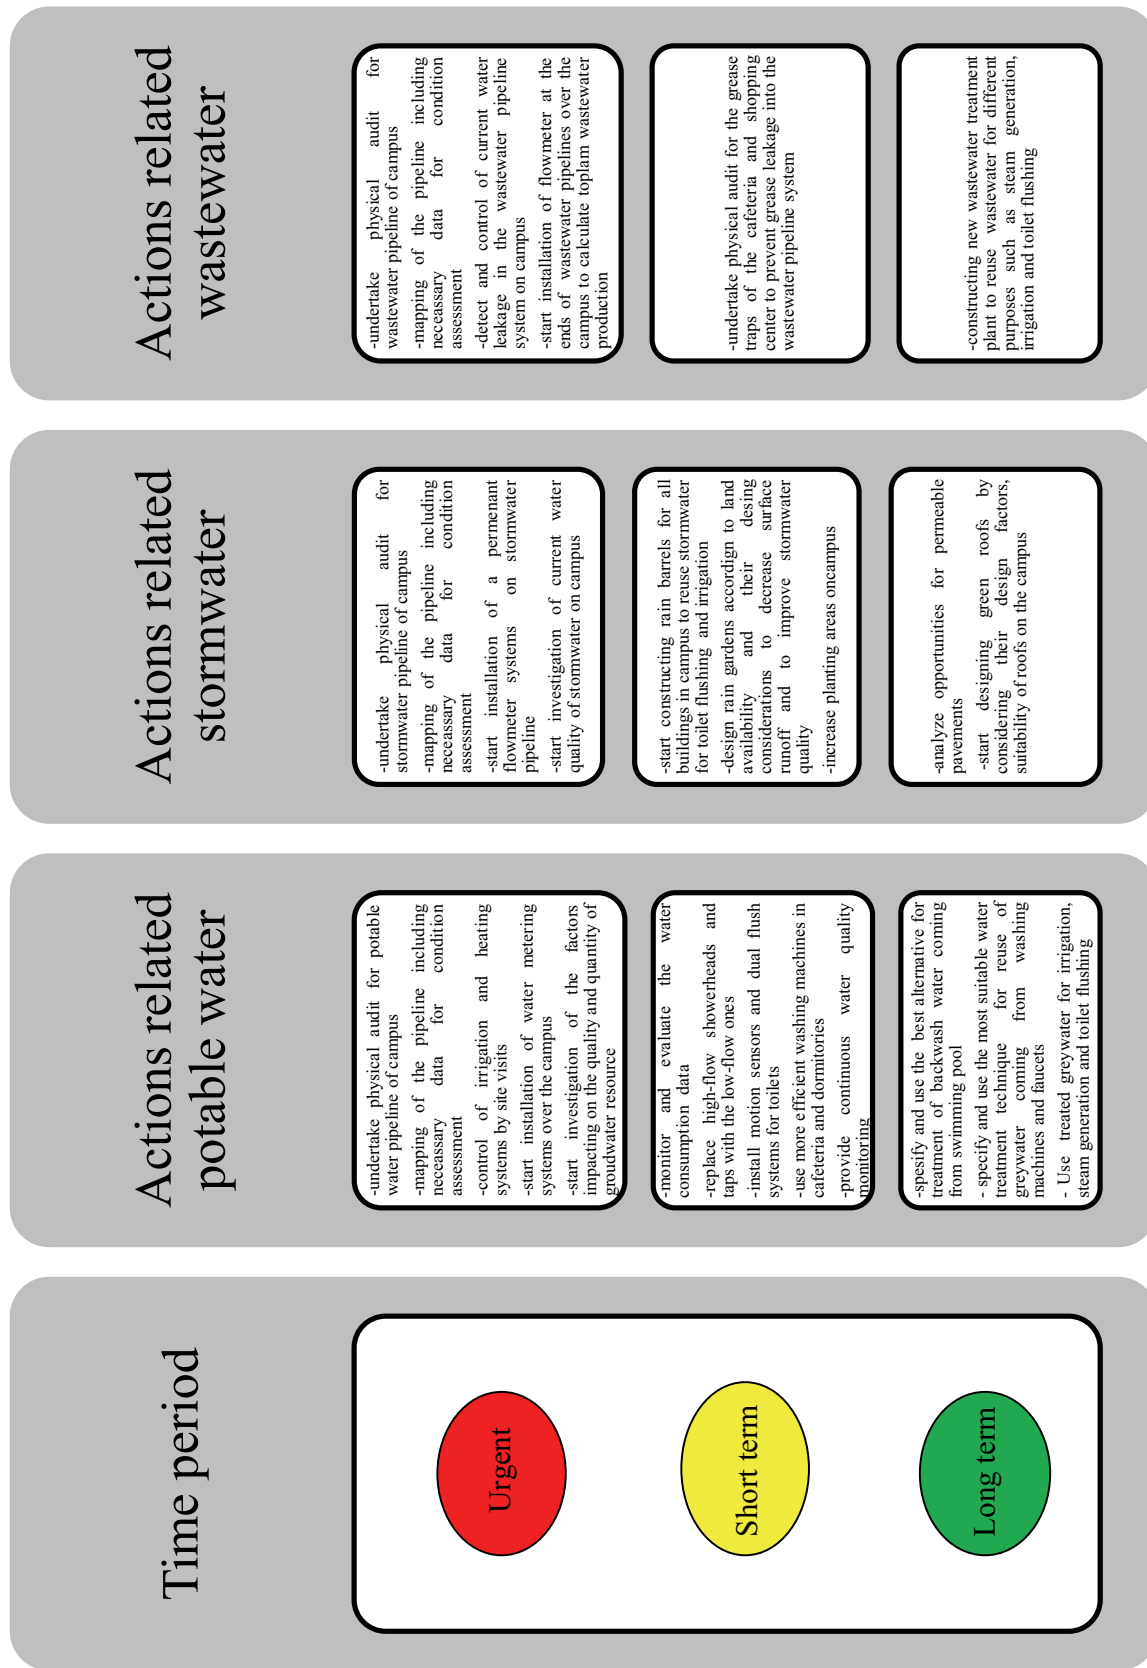 Time period
Urgent
Short term
Long term
Actions related
potable water
-undertake physical audit for potable
water pipeline of campus
-mapping of the pipeline including
neceassary data for condition
assessment
-control of irrigation and heating
systems by site visits
-start installation of water metering
systems over the campus
-start investigation of the factors
impacting on the quality and quantity of
groudwater resource
-monitor and evaluate the water
consumption data
-replace high-flow showerheads and
taps with the low-flow ones
-install motion sensors and dual flush
systems for toilets
-use more efficient washing machines in
cafeteria and dormitories
-provide continuous water quality
monitoring
-spesify and use the best alternative for
treatment of backwash water coming
from swimming pool
- specify and use the most suitable water
treatment technique for reuse of
greywater coming from washing
machines and faucets
- Use treated greywater for irrigation,
steam generation and toilet flushing
Actions related
stormwater
-undertake physical audit for
stormwater pipeline of campus
-mapping of the pipeline including
neceassary data for condition
assessment
-start installation of a permenant
flowmeter systems on stormwater
pipeline
-start investigation of current water
quality of stormwater on campus
-start constructing rain barrels for all
buildings in campus to reuse stormwater
for toilet flushing and irrigation
-design rain gardens accordign to land
availability and their desing
considerations to decrease surface
runoff and to improve stormwater
quality
-increase planting areas oncampus
-analyze opportunities for permeable
pavements
-start designing green roofs by
considering their design factors,
suitability of roofs on the campus
Actions related
wastewater
-undertake physical audit for
wastewater pipeline of campus
-mapping of the pipeline including
neceassary data for condition
assessment
-detect and control of current water
leakage in the wastewater pipeline
system on campus
-start installation of flowmeter at the
ends of wastewater pipelines over the
campus to calculate toplam wastewater
production
-undertake physical audit for the grease
traps of the cafeteria and shopping
center to prevent grease leakage into the
wastewater pipeline system
-constructing new wastewater treatment
plant to reuse wastewater for different
purposes such as steam generation,
irrigation and toilet flushing